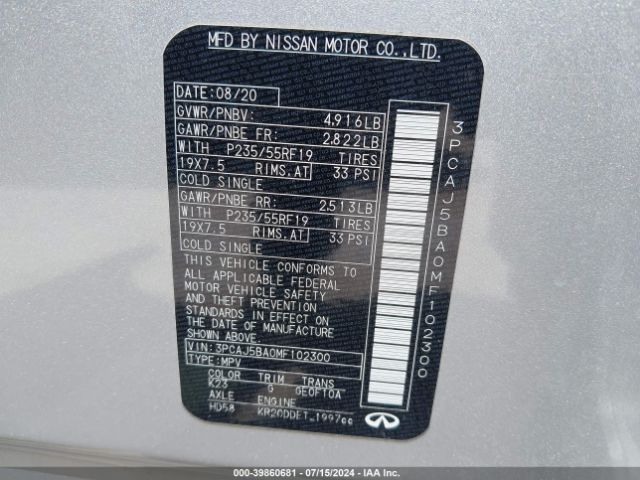 MFD BY NISSAN MOTOR CO.,LTD.
DATE:08/20
GVWR/PNBV: 4,916LB
GAWR/PNBE FR: 2,822LB
WITH P235/55RF19 TIRES
19X7.5 RIMS.AT 33 PSI
COLD SINGLE
GAWR/PNBE RR: 2,513LB
WITH P235/55RF19 TIRES
19X7.5 RIMS.AT 33 PSI
COLD SINGLE
THIS VEHICLE CONFORMS TO
ALL APPLICABLE FEDERAL
MOTOR VEHICLE SAFETY
AND THEFT PREVENTION
STANDARDS IN EFFECT ON
THE DATE OF MANUFACTURE
SHOWN ABOVE.
VIN: 3PCAJ5BA0MF102300
TYPE: MPV
COLOR TRIM TRANS
K23 G GE0F10A
AXLE ENGINE
HD58 KR20DDET 1997cc
3PCAJ5BA0MF102300
000-39860681 - 07/15/2024 - IAA Inc.